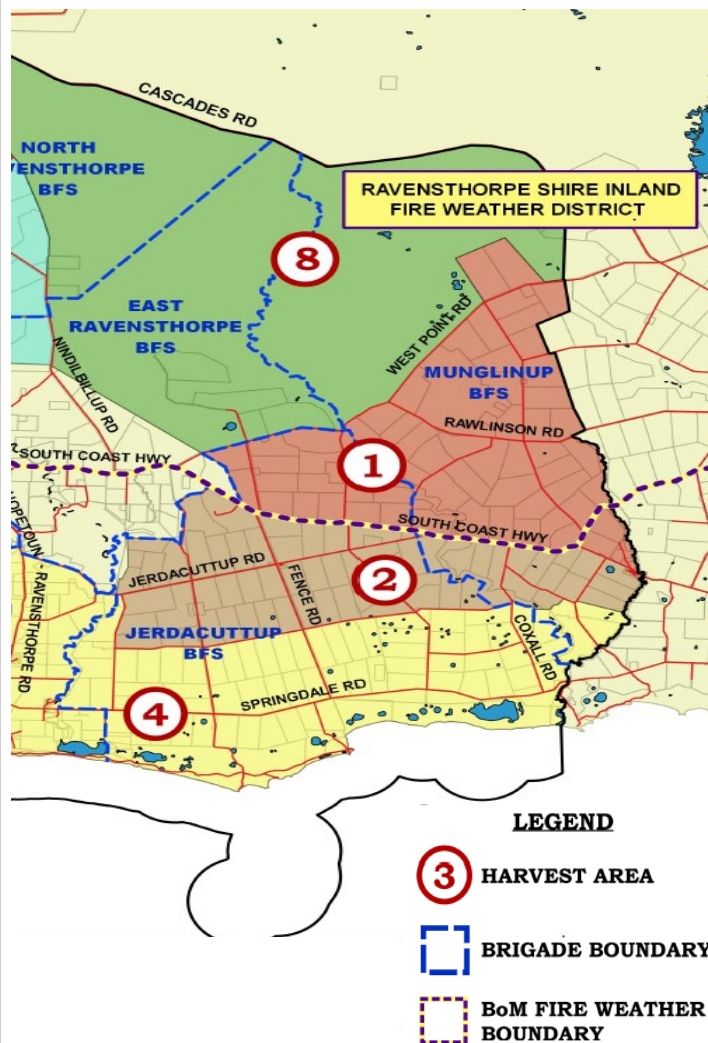 CASCADES RD
NORTH
VENSTHORPE
BFS
RAVENSTHORPE SHIRE INLAND
FIRE WEATHER DISTRICT
8
EAST
RAVENSTHORPE
BFS
WEST POINT RD
NINDILBILLUP RD
MUNGLINUP
BFS
RAWLINSON RD
SOUTH COAST HWY
1
SOUTH COAST HWY
HOPETOUN - RAVENSTHORPE RD
JERDACUTTUP RD
FENCE RD
2
JERDACUTTUP
BFS
COXALL RD
SPRINGDALE RD
4
LEGEND
3 HARVEST AREA
BRIGADE BOUNDARY
BoM FIRE WEATHER
BOUNDARY